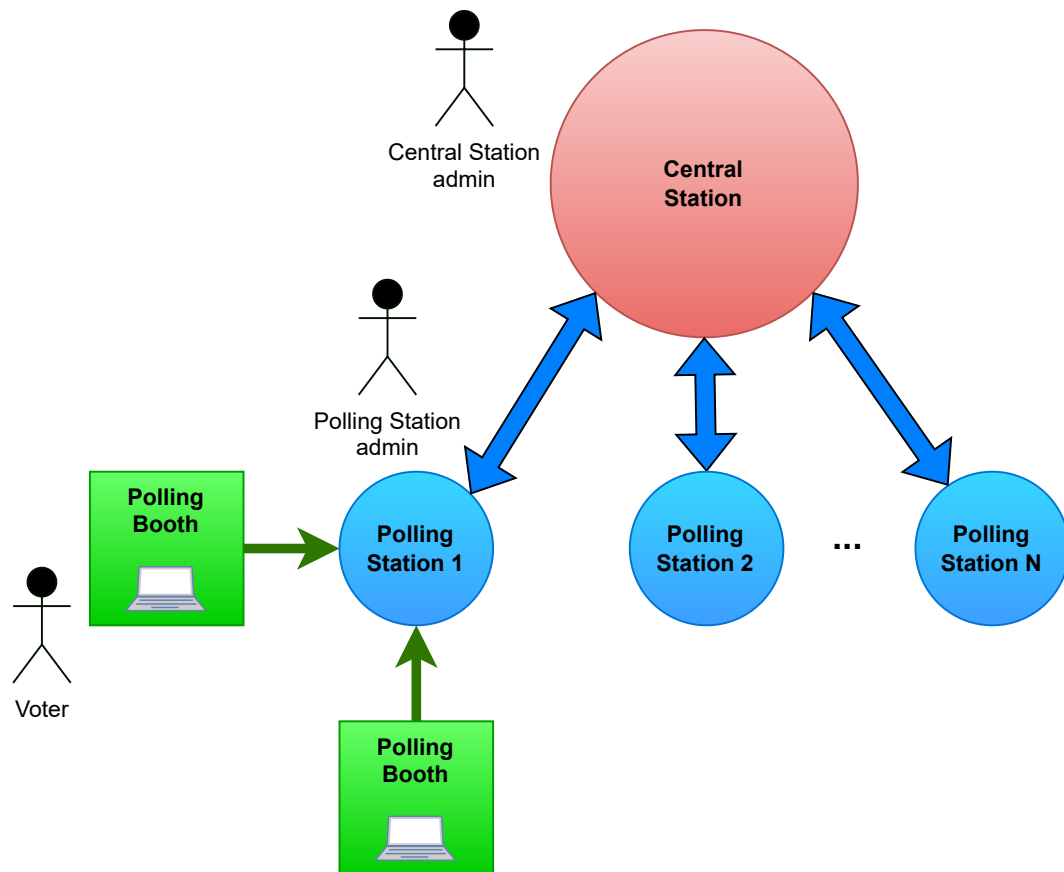 Central Station
admin
Central
Station
Polling Station
admin
Polling
Booth
Polling
Station 1
Polling
Station 2
...
Polling
Station N
Voter
Polling
Booth